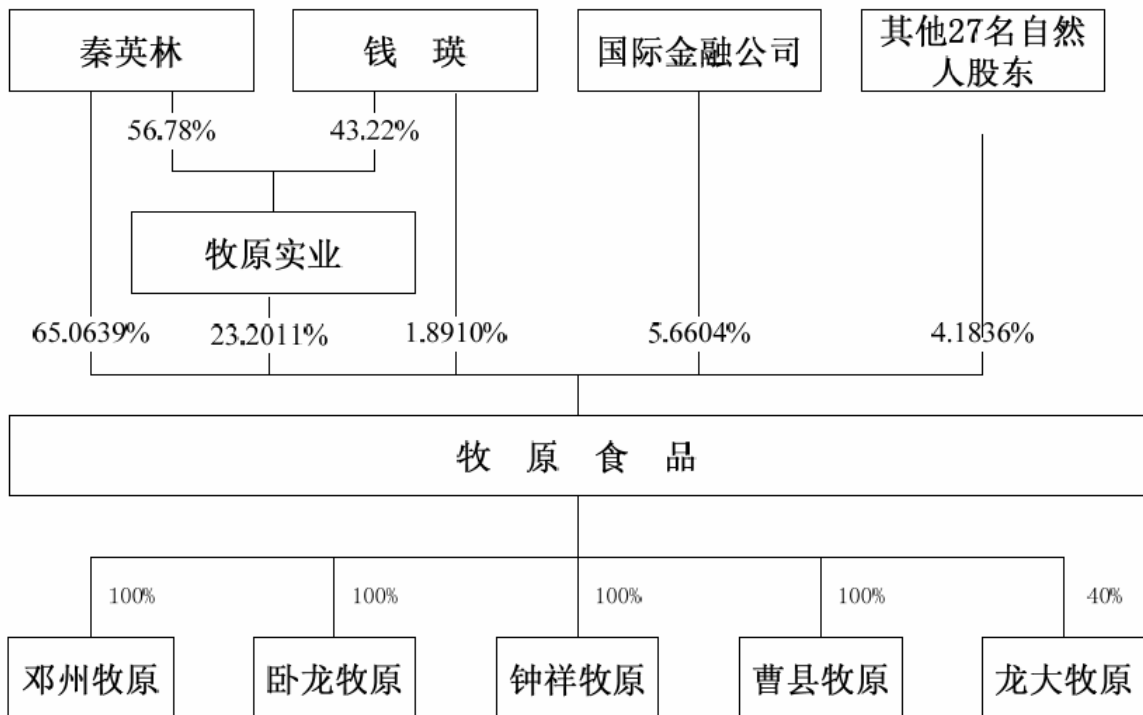 秦英林
钱 瑛
国际金融公司
其他27名自然
人股东
56.78%
43.22%
牧原实业
65.0639%
23.2011%
1.8910%
5.6604%
4.1836%
牧 原 食 品
100%
100%
100%
100%
40%
邓州牧原
卧龙牧原
钟祥牧原
曹县牧原
龙大牧原